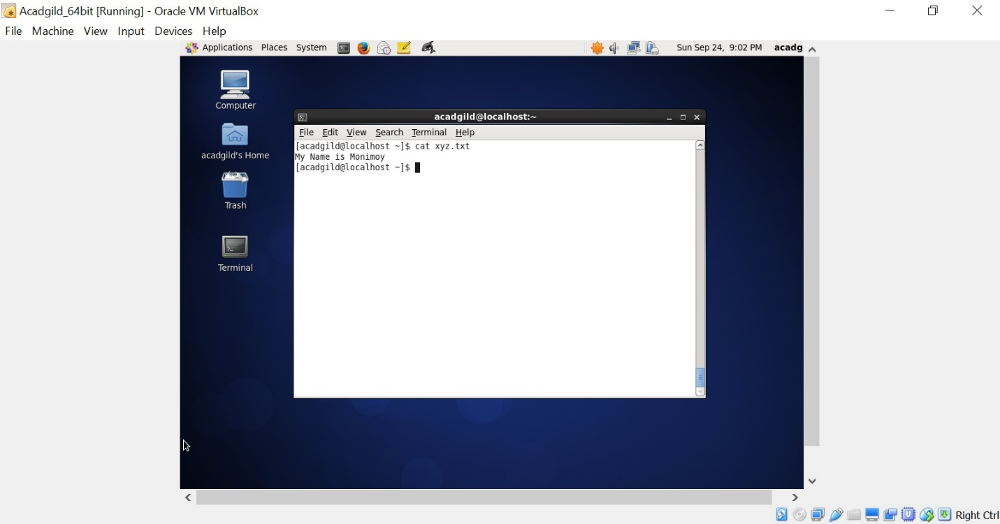 Acadgild_64bit [Running] - Oracle VM VirtualBox
File Machine View Input Devices Help
Applications Places System Sun Sep 24, 9:02 PM acadg
Computer
acadgild's Home
Trash
Terminal
acadgild@localhost:~
File Edit View Search Terminal Help
[acadgild@localhost ~]$ cat xyz.txt
My Name is Monimoy
[acadgild@localhost ~]$
Right Ctrl